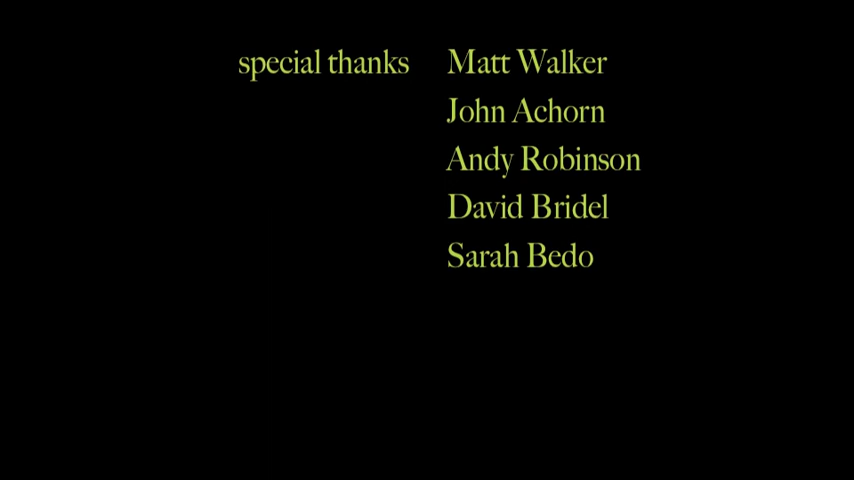 special thanks Matt Walker
John Achorn
Andy Robinson
David Bridel
Sarah Bedo